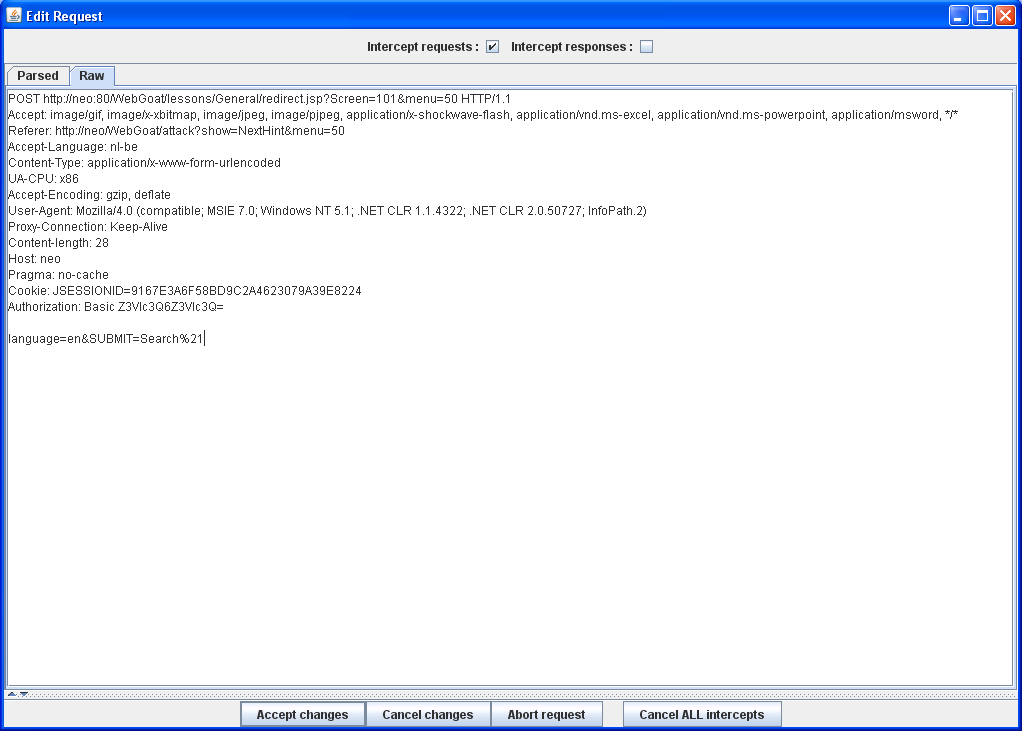 Edit Request
Intercept requests : Intercept responses :
Parsed Raw
POST http://neo:80/WebGoat/lessons/General/redirect.jsp?Screen=101&menu=50 HTTP/1.1
Accept: image/gif, image/x-xbitmap, image/jpeg, image/pjpeg, application/x-shockwave-flash, application/vnd.ms-excel, application/vnd.ms-powerpoint, application/msword, */*
Referer: http://neo/WebGoat/attack?show=NextHint&menu=50
Accept-Language: nl-be
Content-Type: application/x-www-form-urlencoded
UA-CPU: x86
Accept-Encoding: gzip, deflate
User-Agent: Mozilla/4.0 (compatible; MSIE 7.0; Windows NT 5.1; .NET CLR 1.1.4322; .NET CLR 2.0.50727; InfoPath.2)
Proxy-Connection: Keep-Alive
Content-length: 28
Host: neo
Pragma: no-cache
Cookie: JSESSIONID=9167E3A6F58BD9C2A4623079A39E8224
Authorization: Basic Z3Vlc3Q6Z3Vlc3Q=
language=en&SUBMIT=Search%21
Accept changes Cancel changes Abort request Cancel ALL intercepts